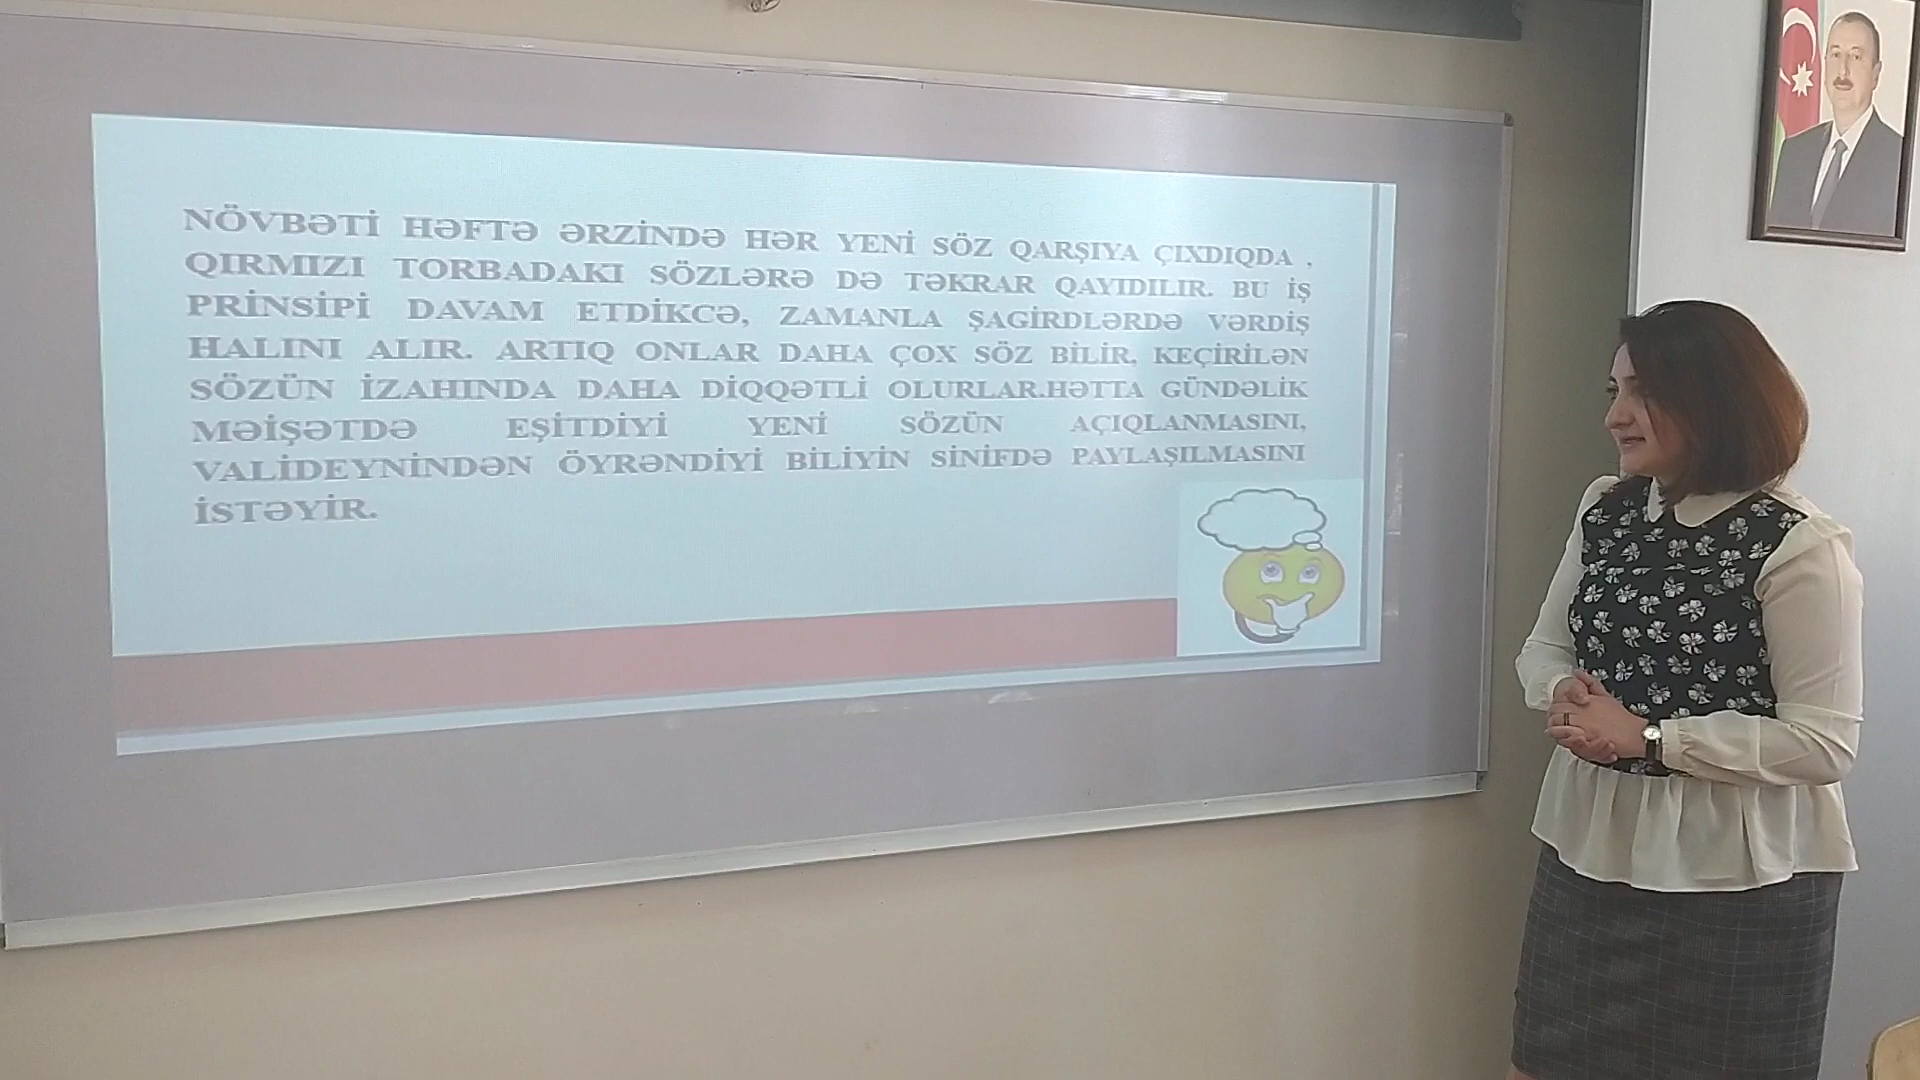 NÖVBƏTİ HƏFTƏ ƏRZİNDƏ HƏR YENİ SÖZ QARŞIYA ÇIXDIQDA ,
QIRMIZI TORBADAKI SÖZLƏRƏ DƏ TƏKRAR QAYIDILIR. BU İŞ
PRİNSİPİ DAVAM ETDİKCƏ, ZAMANLA ŞAGİRDLƏRDƏ VƏRDİŞ
HALINI ALIR. ARTIQ ONLAR DAHA ÇOX SÖZ BİLİR, KEÇİRİLƏN
SÖZÜN İZAHINDA DAHA DİQQƏTLİ OLURLAR.HƏTTA GÜNDƏLİK
MƏİŞƏTDƏ EŞİTDİYİ YENİ SÖZÜN AÇIQLANMASINI,
VALİDEYNİNDƏN ÖYRƏNDİYİ BİLİYİN SİNİFDƏ PAYLAŞILMASINI
İSTƏYİR.